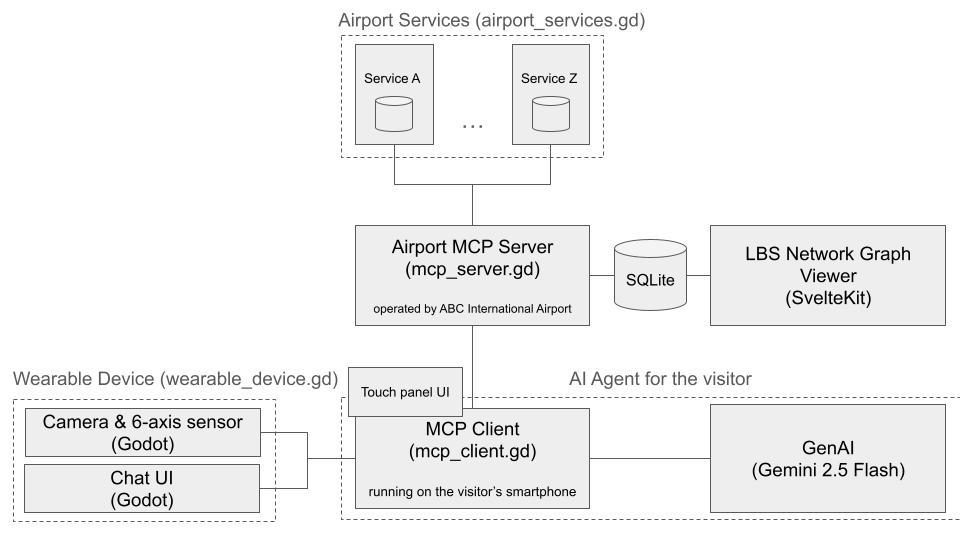 Airport Services (airport_services.gd)
Service A
Service Z
...
Airport MCP Server
(mcp_server.gd)
operated by ABC International Airport
SQLite
LBS Network Graph
Viewer
(SvelteKit)
Wearable Device (wearable_device.gd)
Touch panel UI
AI Agent for the visitor
Camera & 6-axis sensor
(Godot)
Chat UI
(Godot)
MCP Client
(mcp_client.gd)
running on the visitor's smartphone
GenAI
(Gemini 2.5 Flash)